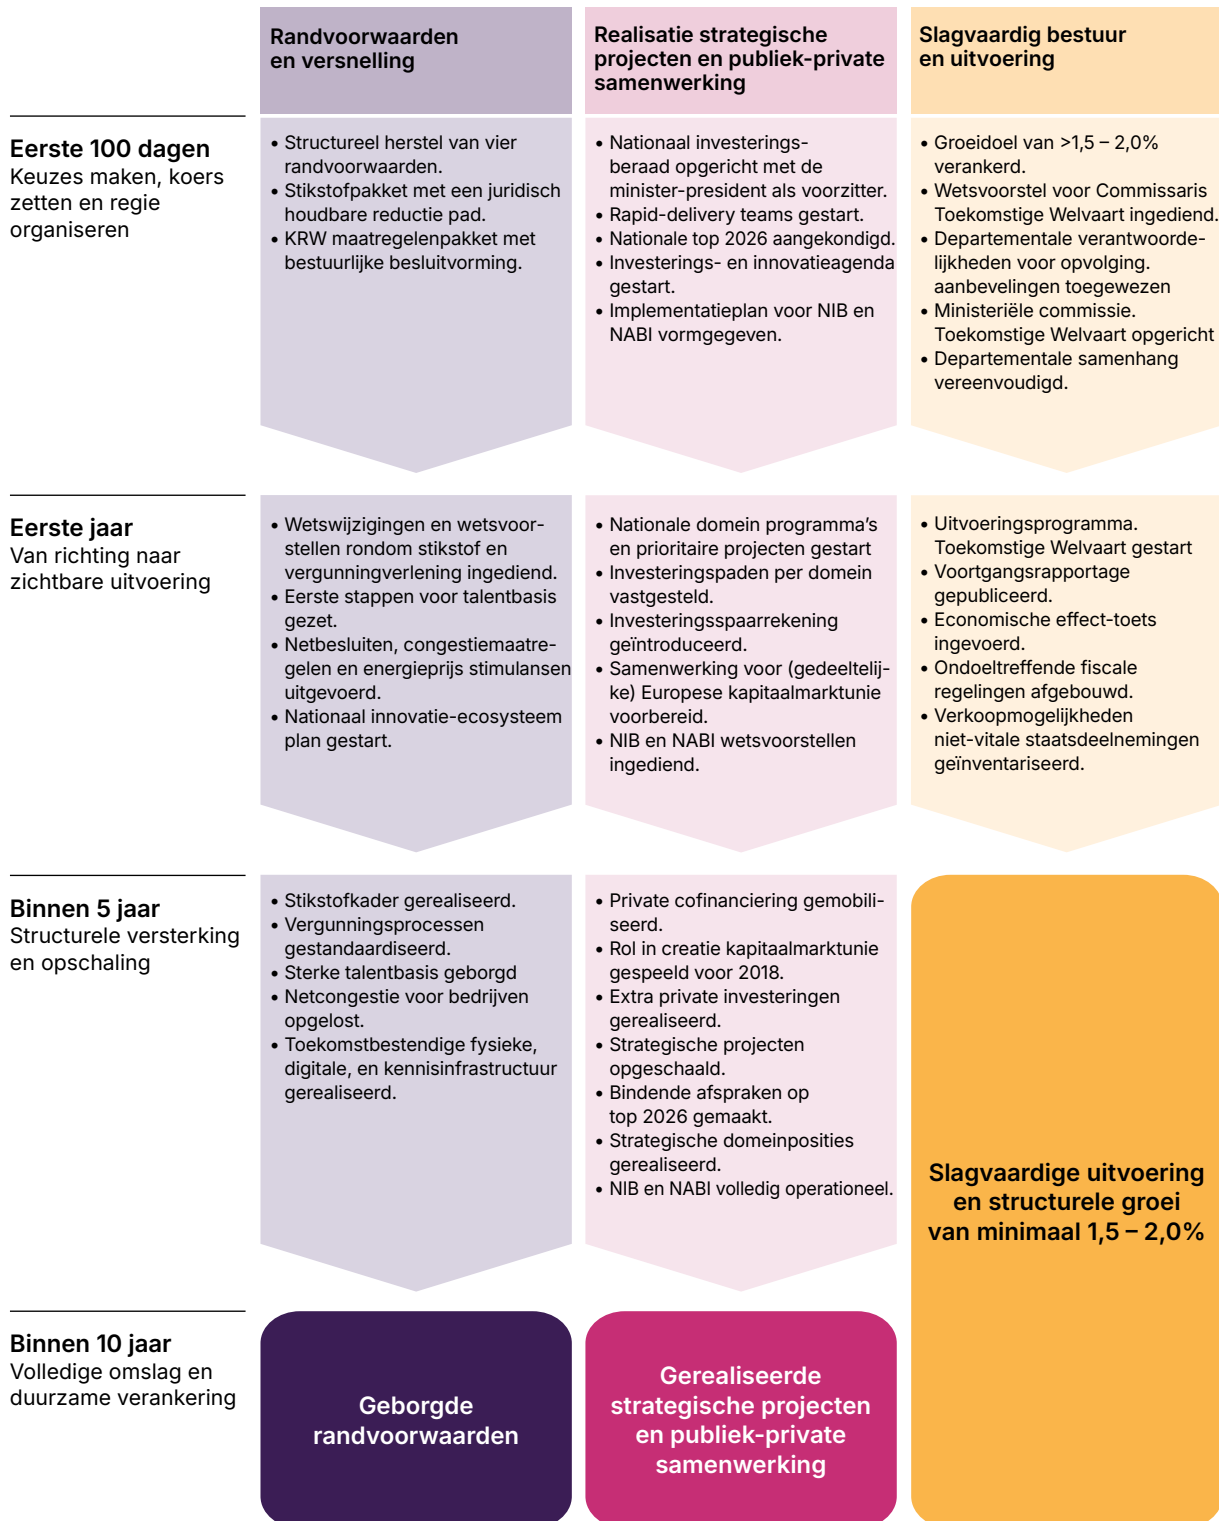 Randvoorwaarden
en versnelling
Realisatie strategische
projecten en publiek-private
samenwerking
Slagvaardig bestuur
en uitvoering
Eerste 100 dagen
Keuzes maken, koers
zetten en regie
organiseren
• Structureel herstel van vier
randvoorwaarden.
• Stikstofpakket met een juridisch
houdbare reductie pad.
• KRW maatregelenpakket met
bestuurlijke besluitvorming.
• Nationaal investerings-
beraad opgericht met de
minister-president als voorzitter.
• Rapid-delivery teams gestart.
• Nationale top 2026 aangekondigd.
• Investerings- en innovatieagenda
gestart.
• Implementatieplan voor NIB en
NABI vormgegeven.
• Groeidoel van >1,5 – 2,0%
verankerd.
• Wetsvoorstel voor Commissaris
Toekomstige Welvaart ingediend.
• Departementale verantwoorde-
lijkheden voor opvolging.
aanbevelingen toegewezen
• Ministeriële commissie.
Toekomstige Welvaart opgericht
• Departementale samenhang
vereenvoudigd.
Eerste jaar
Van richting naar
zichtbare uitvoering
• Wetswijzigingen en wetsvoor-
stellen rondom stikstof en
vergunningverlening ingediend.
• Eerste stappen voor talentbasis
gezet.
• Netbesluiten, congestiemaatre-
gelen en energieprijs stimulansen
uitgevoerd.
• Nationaal innovatie-ecosysteem
plan gestart.
• Nationale domein programma's
en prioritaire projecten gestart
• Investeringspaden per domein
vastgesteld.
• Investeringsspaarrekening
geïntroduceerd.
• Samenwerking voor (gedeeltelij-
ke) Europese kapitaalmarktunie
voorbereid.
• NIB en NABI wetsvoorstellen
ingediend.
• Uitvoeringsprogramma.
Toekomstige Welvaart gestart
• Voortgangsrapportage
gepubliceerd.
• Economische effect-toets
ingevoerd.
• Ondoeltreffende fiscale
regelingen afgebouwd.
• Verkoopmogelijkheden
niet-vitale staatsdeelnemingen
geïnventariseerd.
Binnen 5 jaar
Structurele versterking
en opschaling
• Stikstofkader gerealiseerd.
• Vergunningsprocessen
gestandaardiseerd.
• Sterke talentbasis geborgd
• Netcongestie voor bedrijven
opgelost.
• Toekomstbestendige fysieke,
digitale, en kennisinfrastructuur
gerealiseerd.
• Private cofinanciering gemobili-
seerd.
• Rol in creatie kapitaalmarktunie
gespeeld voor 2018.
• Extra private investeringen
gerealiseerd.
• Strategische projecten
opgeschaald.
• Bindende afspraken op
top 2026 gemaakt.
• Strategische domeinposities
gerealiseerd.
• NIB en NABI volledig operationeel.
Slagvaardige uitvoering
en structurele groei
van minimaal 1,5 – 2,0%
Binnen 10 jaar
Volledige omslag en
duurzame verankering
Geborgde
randvoorwaarden
Gerealiseerde
strategische projecten
en publiek-private
samenwerking